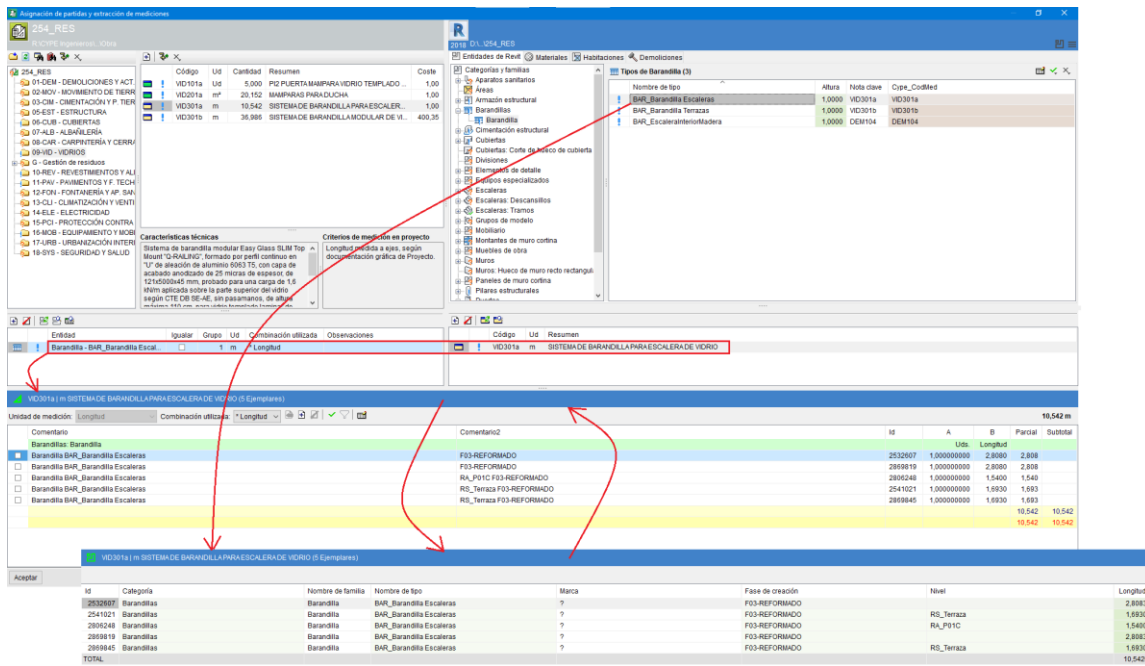 Asignación de partidas y extracción de mediciones
254_RES
R:\CYPE Ingenieros\..\Obra
R
2018 D:\..\254_RES
Entidades de Revit Materiales Habitaciones Demoliciones
254_RES
01-DEM - DEMOLICIONES Y ACT.
02-MOV - MOVIMIENTO DE TIERR
03-CIM - CIMENTACIÓN Y P. TIER
05-EST - ESTRUCTURA
06-CUB - CUBIERTAS
07-ALB - ALBAÑILERÍA
08-CAR - CARPINTERÍA Y CERRA
09-VID - VIDRIOS
G - Gestión de residuos
10-REV - REVESTIMIENTOS Y ALI
11-PAV - PAVIMENTOS Y F. TECH
12-FON - FONTANERÍA Y AP. SAN
13-CLI - CLIMATIZACIÓN Y VENTI
14-ELE - ELECTRICIDAD
15-PCI - PROTECCIÓN CONTRA
16-MOB - EQUIPAMIENTO Y MOBI
17-URB - URBANIZACIÓN INTERI
18-SYS - SEGURIDAD Y SALUD
Código Ud Cantidad Resumen Coste
VID101a Ud 5,000 PI2 PUERTA MAMPARA VIDRIO TEMPLADO ... 1,00
VID201a m² 20,152 MAMPARAS PARA DUCHA 1,00
VID301a m 10,542 SISTEMA DE BARANDILLA PARA ESCALER... 1,00
VID301b m 36,986 SISTEMA DE BARANDILLA MODULAR DE VI... 400,35
Características técnicas
Sistema de barandilla modular Easy Glass SLIM Top
Mount "Q-RAILING", formado por perfil continuo en
"U" de aleación de aluminio 6063 T5, con capa de
acabado anodizado de 25 micras de espesor, de
121x5000x45 mm, probado para una carga de 1,6
kN/m aplicada sobre la parte superior del vidrio
según CTE DB SE-AE, sin pasamanos, de altura
máxima 110 cm, para vidrio templado laminar de
Criterios de medición en proyecto
Longitud medida a ejes, según
documentación gráfica de Proyecto.
Categorías y familias
Aparatos sanitarios
Áreas
Armazón estructural
Barandillas
Barandilla
Cimentación estructural
Cubiertas
Cubiertas: Corte de hueco de cubierta
Divisiones
Elementos de detalle
Equipos especializados
Escaleras
Escaleras: Descansillos
Escaleras: Tramos
Grupos de modelo
Mobiliario
Montantes de muro cortina
Muebles de obra
Muros
Muros: Hueco de muro recto rectangul
Paneles de muro cortina
Pilares estructurales
Puertas
Tipos de Barandilla (3)
Nombre de tipo Altura Nota clave Cype_CodMed
BAR_Barandilla Escaleras 1,0000 VID301a VID301a
BAR_Barandilla Terrazas 1,0000 VID301b VID301b
BAR_EscaleraInteriorMadera 1,0000 DEM104 DEM104
Entidad Igualar Grupo Ud Combinación utilizada Observaciones
Barandilla - BAR_Barandilla Escal... 1 m * Longitud
Código Ud Resumen
VID301a m SISTEMA DE BARANDILLA PARA ESCALERA DE VIDRIO
VID301a | m SISTEMA DE BARANDILLA PARA ESCALERA DE VIDRIO (5 Ejemplares)
Unidad de medición: Longitud Combinación utilizada: * Longitud 10,542 m
Comentario Comentario2 Id A B Parcial Subtotal
Barandillas: Barandilla Uds. Longitud
Barandilla BAR_Barandilla Escaleras F03-REFORMADO 2532607 1,000000000 2,8080 2,808
Barandilla BAR_Barandilla Escaleras F03-REFORMADO 2869819 1,000000000 2,8080 2,808
Barandilla BAR_Barandilla Escaleras RA_P01C F03-REFORMADO 2806248 1,000000000 1,5400 1,540
Barandilla BAR_Barandilla Escaleras RS_Terraza F03-REFORMADO 2541021 1,000000000 1,6930 1,693
Barandilla BAR_Barandilla Escaleras RS_Terraza F03-REFORMADO 2869845 1,000000000 1,6930 1,693
10,542 10,542
10,542 10,542
VID301a | m SISTEMA DE BARANDILLA PARA ESCALERA DE VIDRIO (5 Ejemplares)
Aceptar
Id Categoría Nombre de familia Nombre de tipo Marca Fase de creación Nivel Longitud
2532607 Barandillas Barandilla BAR_Barandilla Escaleras ? F03-REFORMADO 2,8083
2541021 Barandillas Barandilla BAR_Barandilla Escaleras ? F03-REFORMADO RS_Terraza 1,6930
2806248 Barandillas Barandilla BAR_Barandilla Escaleras ? F03-REFORMADO RA_P01C 1,5400
2869819 Barandillas Barandilla BAR_Barandilla Escaleras ? F03-REFORMADO 2,8083
2869845 Barandillas Barandilla BAR_Barandilla Escaleras ? F03-REFORMADO RS_Terraza 1,6930
TOTAL 10,542